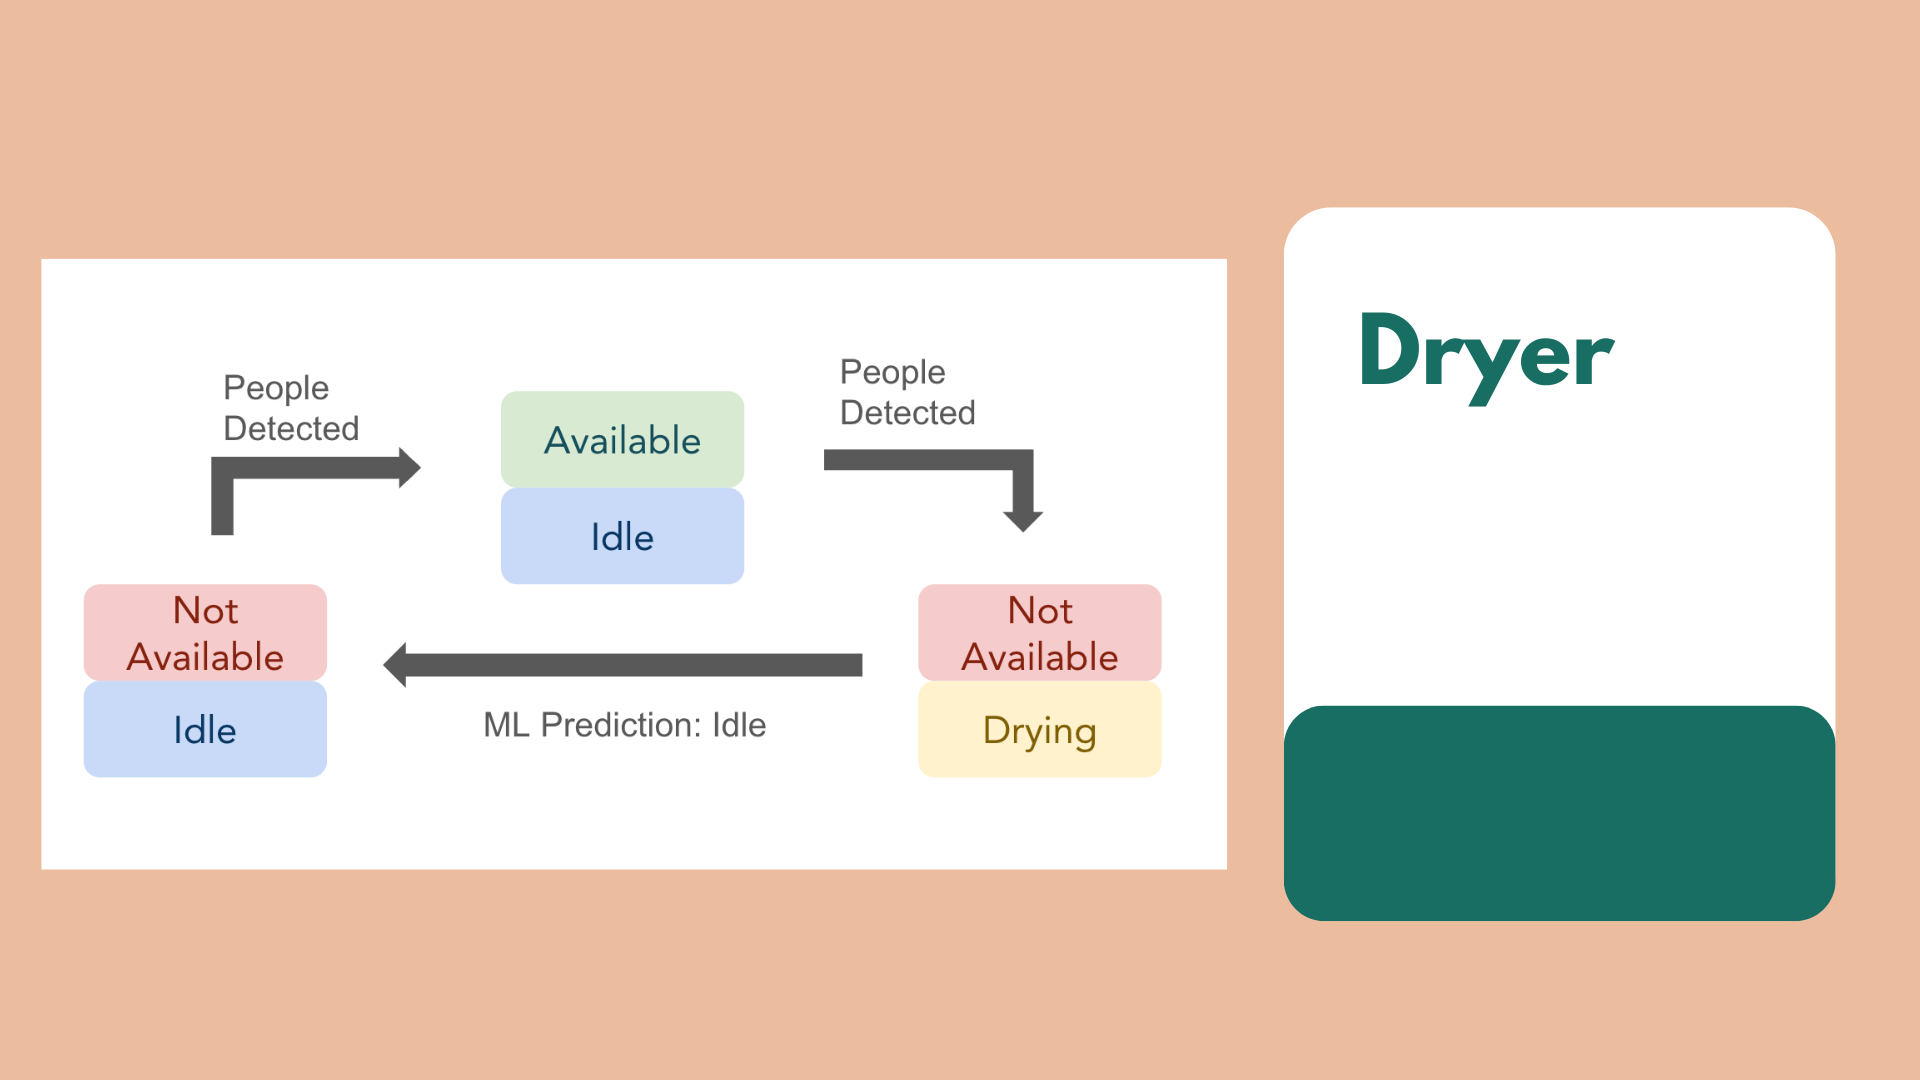 People
Detected
People
Detected
Available
Idle
Not
Available
Idle
Not
Available
Drying
ML Prediction: Idle
Dryer